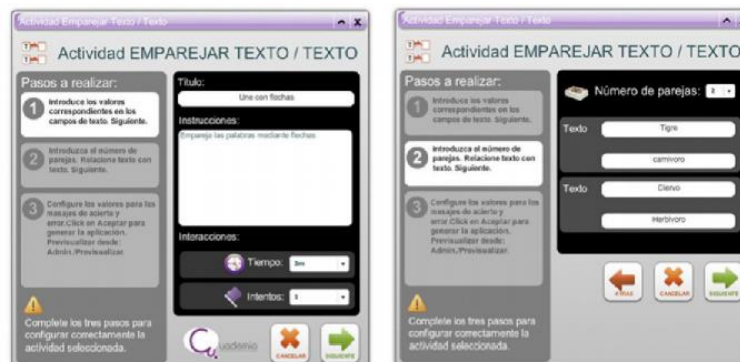 Actividad Emparejar Texto / Texto
Actividad EMPAREJAR TEXTO / TEXTO
Pasos a realizar:
1
Introduce los valores
correspondientes en los
campos de texto. Siguiente.
2
Introduzca el número de
parejas. Relacione texto con
texto. Siguiente.
3
Configure los valores para los
masajes de acierto y
error.Click en Aceptar para
generar la aplicación.
Previsualizar desde:
Admin./Previsualizar.
Complete los tres pasos para
configurar correctamente la
actividad seleccionada.
Título:
Une con flechas
Instrucciones:
Empareja las palabras mediante flechas
Interacciones:
Tiempo:
Intentos:
Cuadernia
CANCELAR
SIGUIENTE
Actividad Emparejar Texto / Texto
Actividad EMPAREJAR TEXTO / TEXTO
Pasos a realizar:
1
Introduce los valores
correspondientes en los
campos de texto. Siguiente.
2
Introduzca el número de
parejas. Relacione texto con
texto. Siguiente.
3
Configure los valores para los
masajes de acierto y
error.Click en Aceptar para
generar la aplicación.
Previsualizar desde:
Admin./Previsualizar.
Complete los tres pasos para
configurar correctamente la
actividad seleccionada.
Número de parejas: 2
Texto
Tigre
carnívoro
Texto
Ciervo
Herbívoro
ATRÁS
CANCELAR
SIGUIENTE